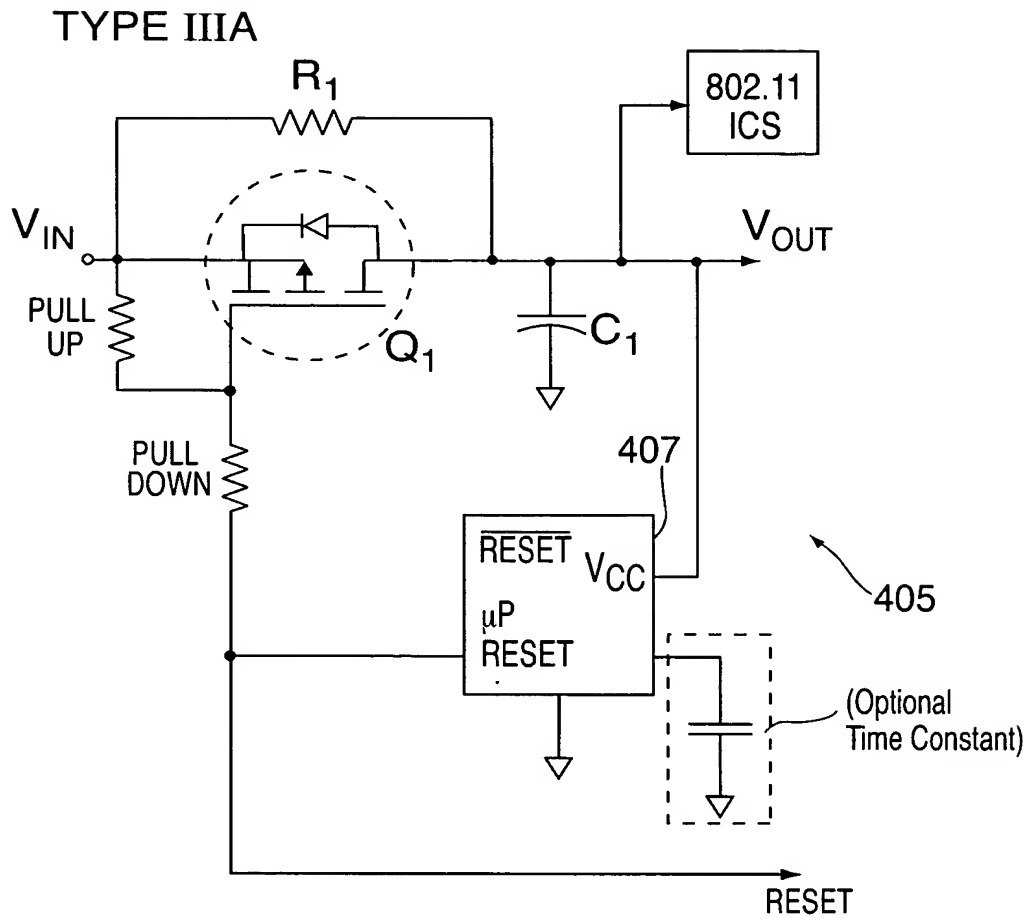 TYPE IIIA
R1
802.11
ICS
VIN
VOUT
PULL
UP
Q1
C1
PULL
DOWN
407
RESET
VCC
μP
RESET
405
(Optional
Time Constant)
RESET